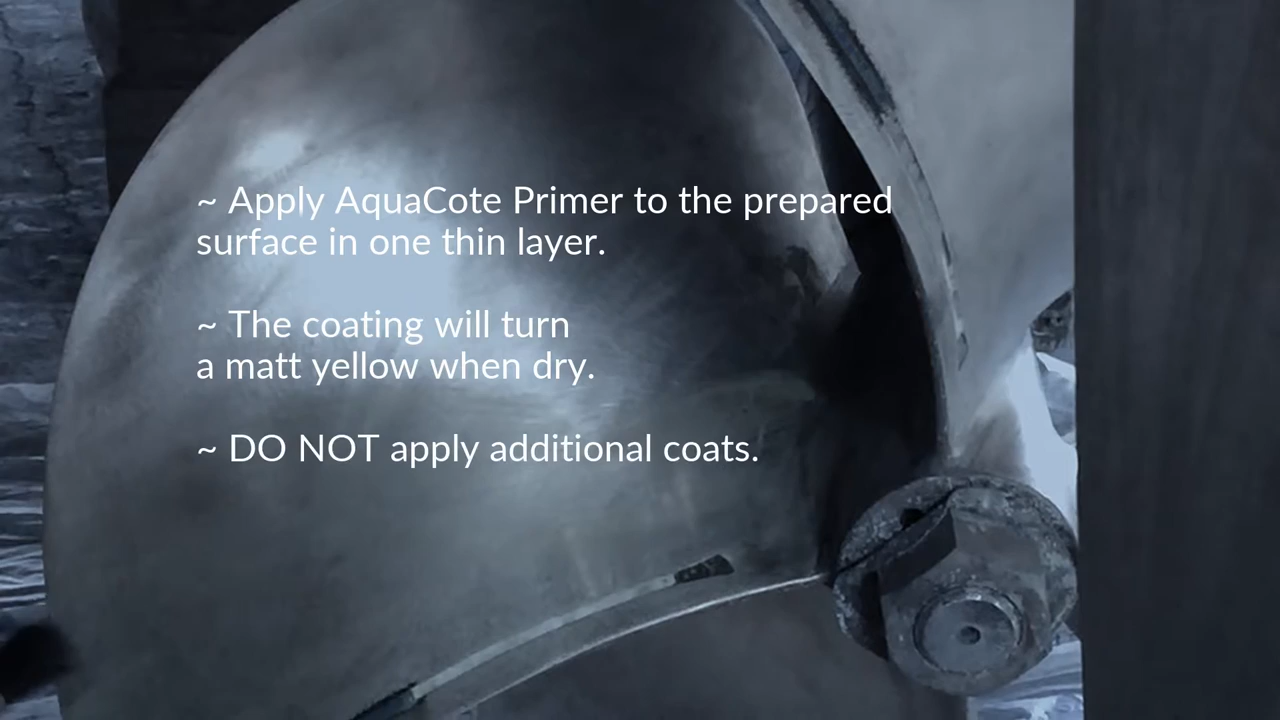 ~ Apply AquaCote Primer to the prepared
surface in one thin layer.
~ The coating will turn
a matt yellow when dry.
~ DO NOT apply additional coats.